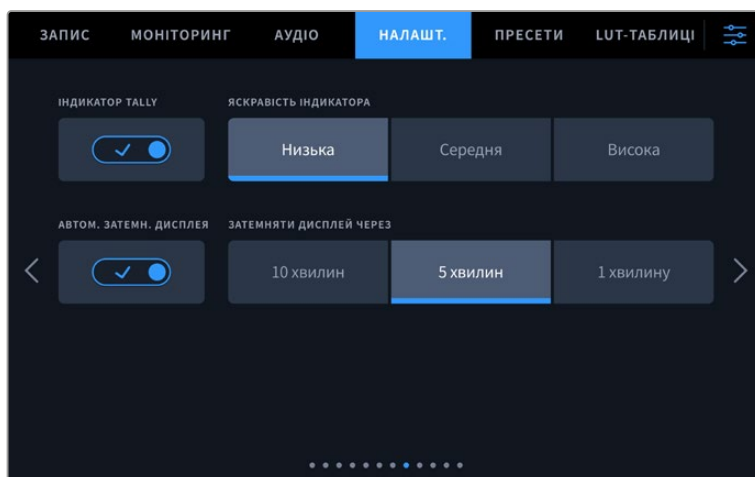 ЗАПИС МОНІТОРИНГ АУДІО НАЛАШТ. ПРЕСЕТИ LUT-ТАБЛИЦІ
ІНДИКАТОР TALLY ЯСКРАВІСТЬ ІНДИКАТОРА
Низька Середня Висока
АВТОМ. ЗАТЕМН. ДИСПЛЕЯ ЗАТЕМНЯТИ ДИСПЛЕЙ ЧЕРЕЗ
10 хвилин 5 хвилин 1 хвилину